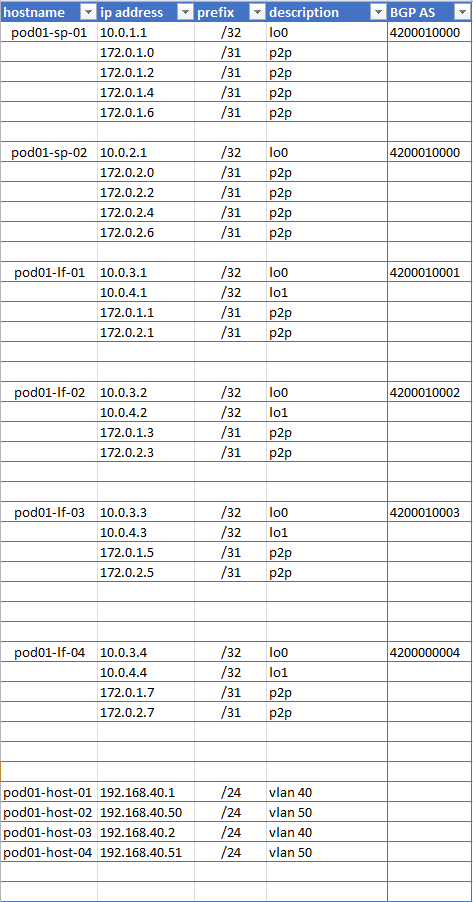 hostname ip address prefix description BGP AS
pod01-sp-01 10.0.1.1 /32 lo0 4200010000
172.0.1.0 /31 p2p
172.0.1.2 /31 p2p
172.0.1.4 /31 p2p
172.0.1.6 /31 p2p
pod01-sp-02 10.0.2.1 /32 lo0 4200010000
172.0.2.0 /31 p2p
172.0.2.2 /31 p2p
172.0.2.4 /31 p2p
172.0.2.6 /31 p2p
pod01-lf-01 10.0.3.1 /32 lo0 4200010001
10.0.4.1 /32 lo1
172.0.1.1 /31 p2p
172.0.2.1 /31 p2p
pod01-lf-02 10.0.3.2 /32 lo0 4200010002
10.0.4.2 /32 lo1
172.0.1.3 /31 p2p
172.0.2.3 /31 p2p
pod01-lf-03 10.0.3.3 /32 lo0 4200010003
10.0.4.3 /32 lo1
172.0.1.5 /31 p2p
172.0.2.5 /31 p2p
pod01-lf-04 10.0.3.4 /32 lo0 4200000004
10.0.4.4 /32 lo1
172.0.1.7 /31 p2p
172.0.2.7 /31 p2p
pod01-host-01 192.168.40.1 /24 vlan 40
pod01-host-02 192.168.40.50 /24 vlan 50
pod01-host-03 192.168.40.2 /24 vlan 40
pod01-host-04 192.168.40.51 /24 vlan 50